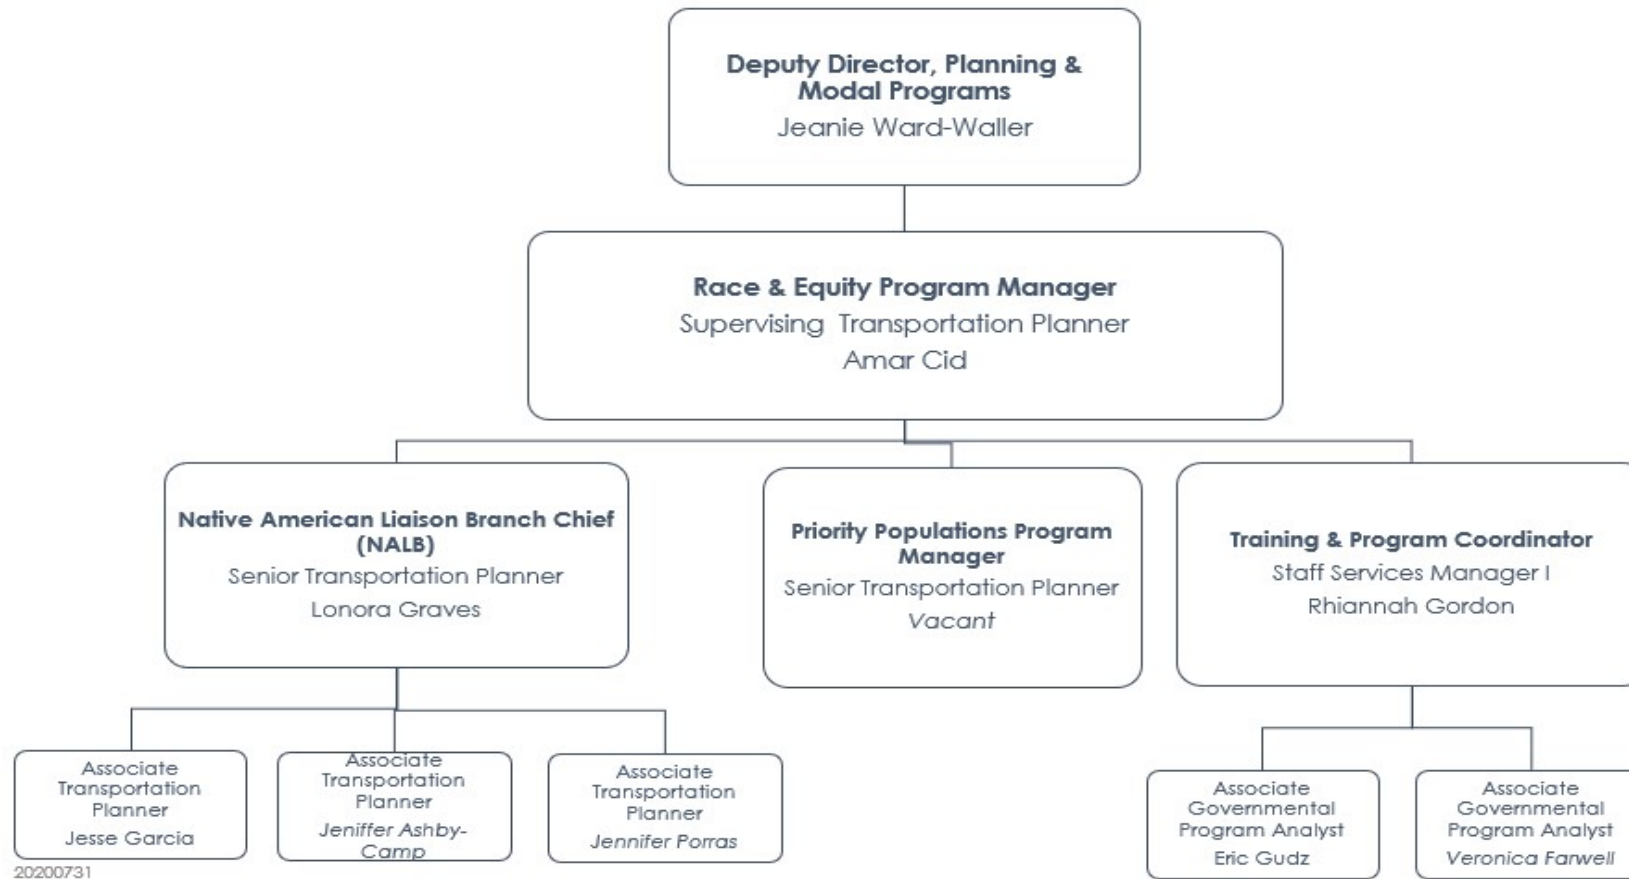 Deputy Director, Planning &
Modal Programs
Jeanie Ward-Waller
Race & Equity Program Manager
Supervising Transportation Planner
Amar Cid
Native American Liaison Branch Chief
(NALB)
Senior Transportation Planner
Lonora Graves
Priority Populations Program
Manager
Senior Transportation Planner
Vacant
Training & Program Coordinator
Staff Services Manager I
Rhiannah Gordon
Associate
Transportation
Planner
Jesse Garcia
Associate
Transportation
Planner
Jeniffer Ashby-
Camp
Associate
Transportation
Planner
Jennifer Porras
Associate
Governmental
Program Analyst
Eric Gudz
Associate
Governmental
Program Analyst
Veronica Farwell
20200731